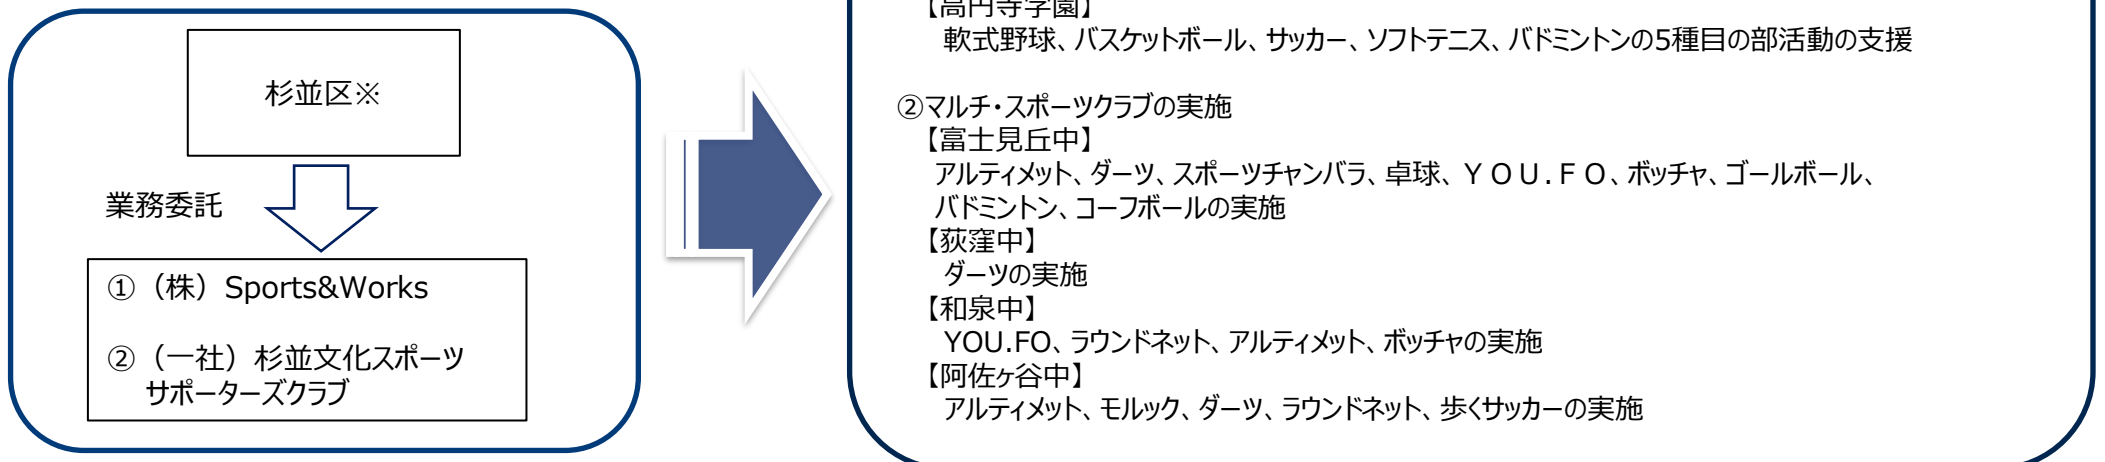 杉並区※
業務委託
①（株）Sports&Works
②（一社）杉並文化スポーツ
サポーターズクラブ
【高円寺学園】
軟式野球、バスケットボール、サッカー、ソフトテニス、バドミントンの5種目の部活動の支援
②マルチ・スポーツクラブの実施
【富士見丘中】
アルティメット、ダーツ、スポーツチャンバラ、卓球、ＹＯＵ.ＦＯ、ボッチャ、ゴールボール、
バドミントン、コーフボールの実施
【荻窪中】
ダーツの実施
【和泉中】
YOU.FO、ラウンドネット、アルティメット、ボッチャの実施
【阿佐ヶ谷中】
アルティメット、モルック、ダーツ、ラウンドネット、歩くサッカーの実施